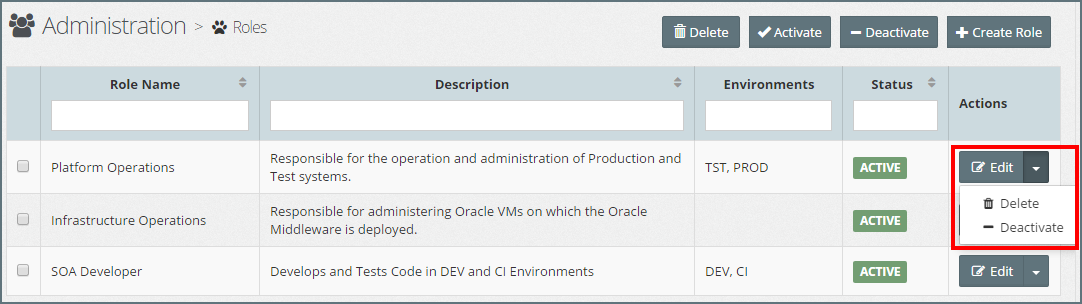 Administration > Roles
Delete
Activate
Deactivate
Create Role
Role Name
Description
Environments
Status
Actions
Platform Operations
Responsible for the operation and administration of Production and
Test systems.
TST, PROD
ACTIVE
Edit
Delete
Deactivate
Infrastructure Operations
Responsible for administering Oracle VMs on which the Oracle
Middleware is deployed.
ACTIVE
SOA Developer
Develops and Tests Code in DEV and CI Environments
DEV, CI
ACTIVE
Edit